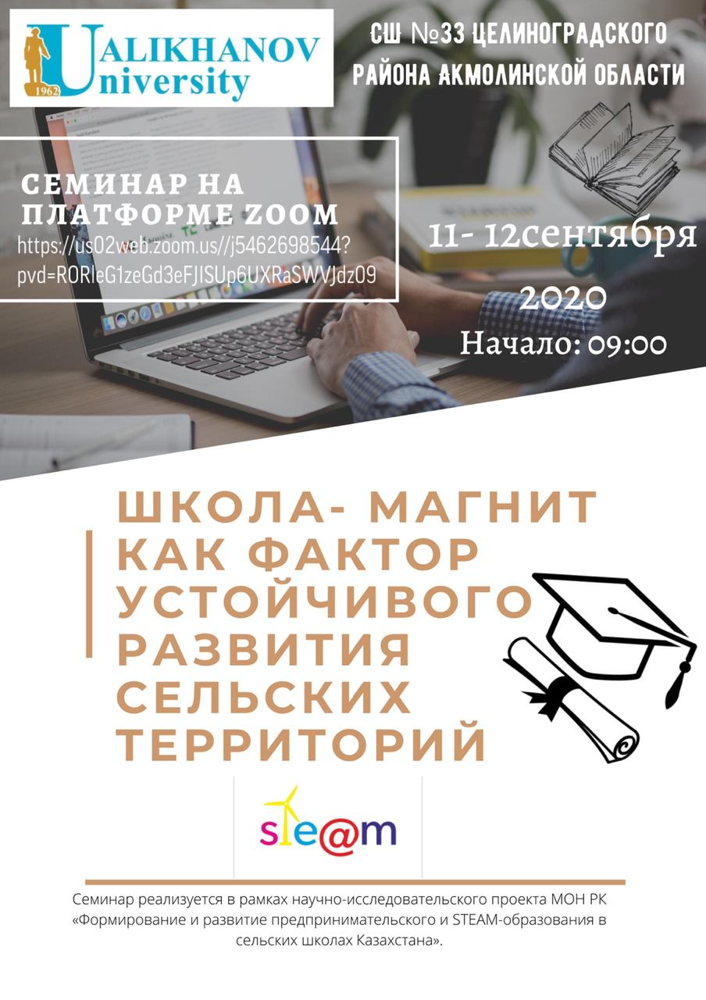 UALIKHANOV
University
1962
СШ №33 ЦЕЛИНОГРАДСКОГО
РАЙОНА АКМОЛИНСКОЙ ОБЛАСТИ
СЕМИНАР НА
ПЛАТФОРМЕ ZOOM
https://us02web.zoom.us//j5462698544?
pvd=RORleG1zeGd3eFJISUp6UXRaSWVJdz09
11- 12сентября
2020
Начало: 09:00
ШКОЛА- МАГНИТ
КАК ФАКТОР
УСТОЙЧИВОГО
РАЗВИТИЯ
СЕЛЬСКИХ
ТЕРРИТОРИЙ
ste@m
Семинар реализуется в рамках научно-исследовательского проекта МОН РК
«Формирование и развитие предпринимательского и STEAM-образования в
сельских школах Казахстана».